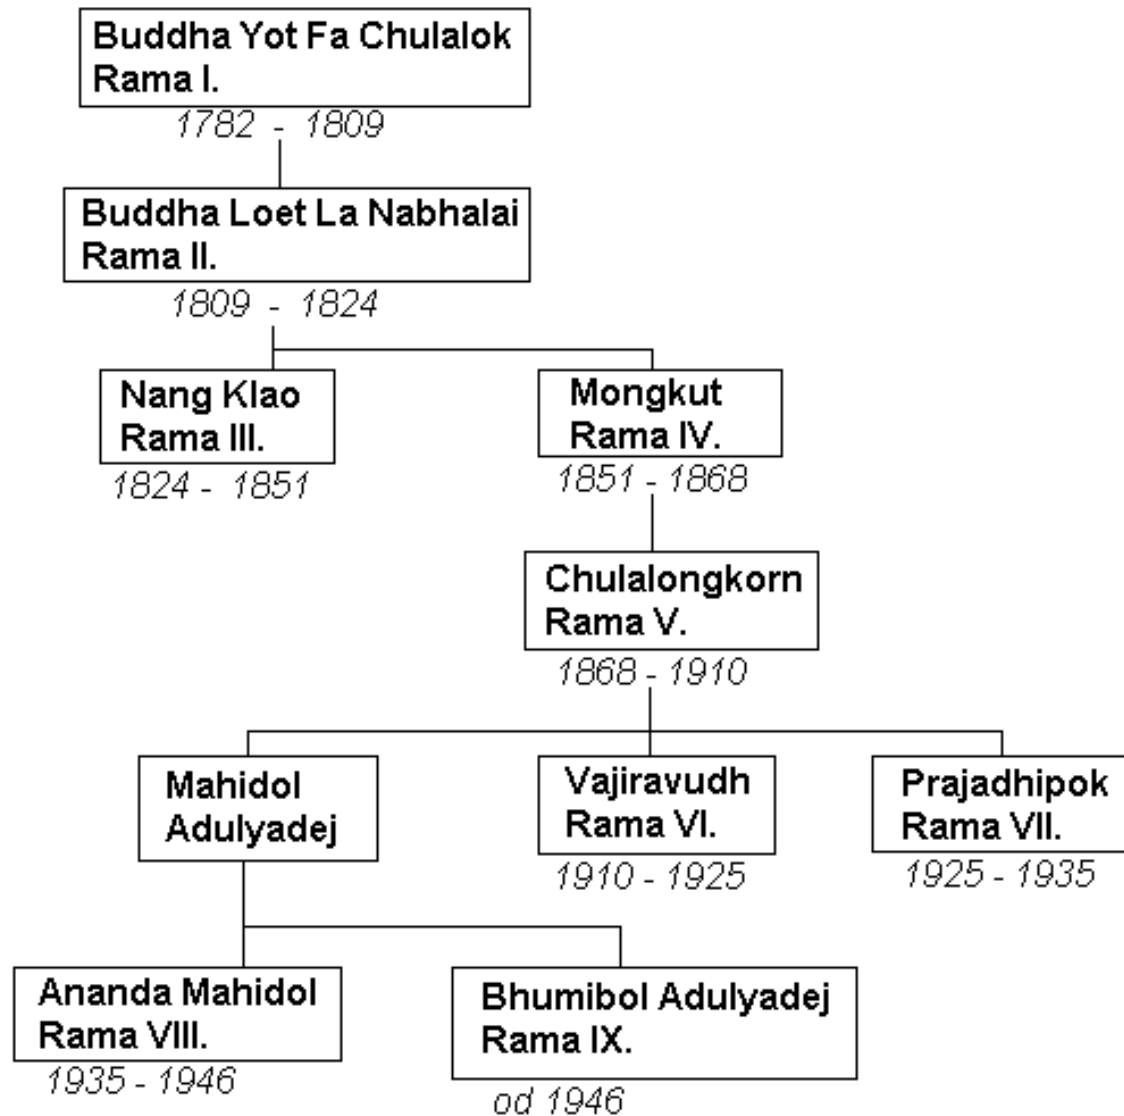 Buddha Yot Fa Chulalok
Rama I.
1782 - 1809
Buddha Loet La Nabhalai
Rama II.
1809 - 1824
Nang Klao
Rama III.
1824 - 1851
Mongkut
Rama IV.
1851 - 1868
Chulalongkorn
Rama V.
1868 - 1910
Mahidol
Adulyadej
Vajiravudh
Rama VI.
1910 - 1925
Prajadhipok
Rama VII.
1925 - 1935
Ananda Mahidol
Rama VIII.
1935 - 1946
Bhumibol Adulyadej
Rama IX.
od 1946